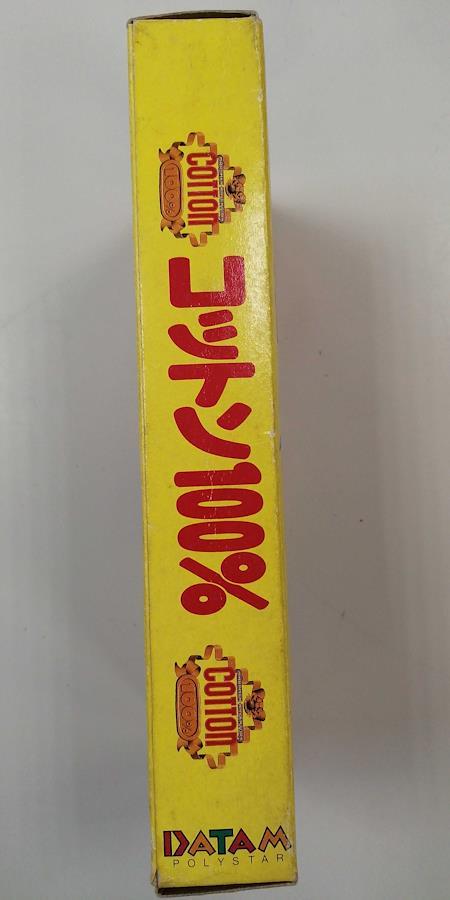 COTTON
100%
コットン100%
COTTON
100%
DATAM
POLYSTAR